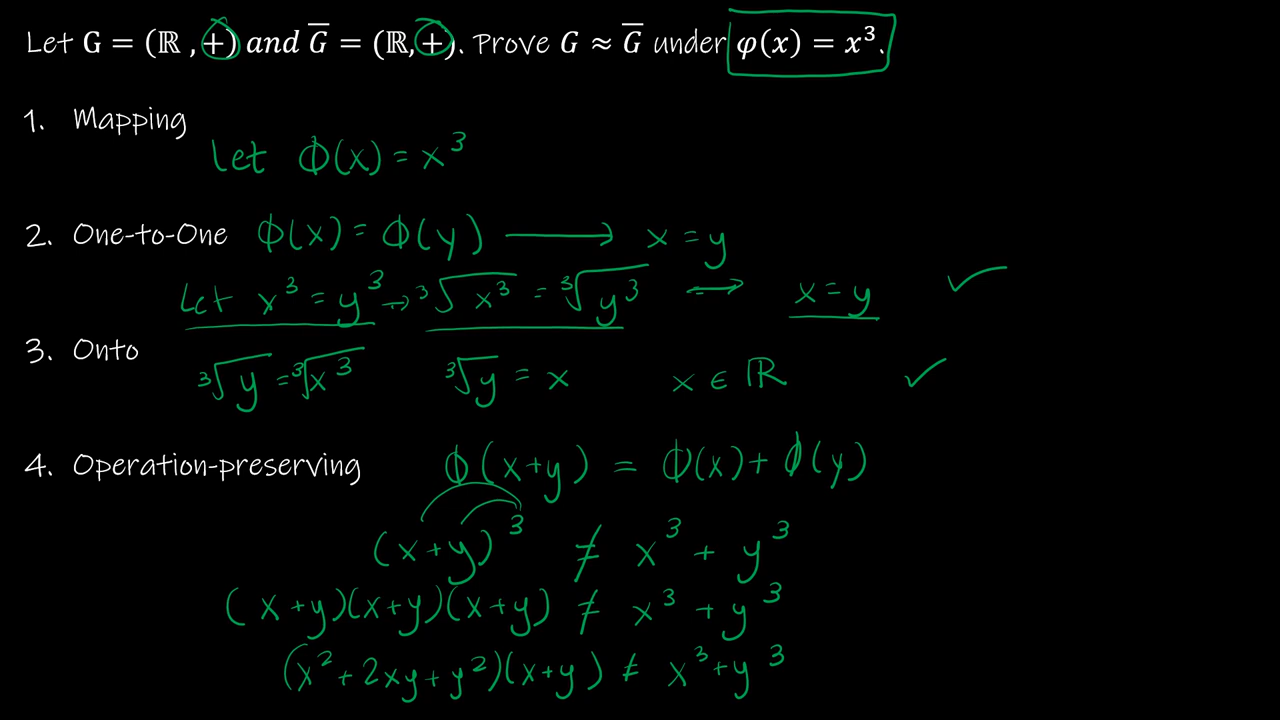 Let G = (ℝ , +) and G̅ = (ℝ, +). Prove G ≈ G̅ under φ(x) = x³.
1. Mapping
Let ϕ(x) = x³
2. One-to-One ϕ(x) = ϕ(y) ⟶ x = y
Let x³ = y³ → ∛x³ = ∛y³ → x = y ✓
3. Onto
∛y = ∛x³ ∛y = x x ∈ ℝ ✓
4. Operation-preserving ϕ(x+y) = ϕ(x) + ϕ(y)
(x+y)³ ≠ x³ + y³
(x+y)(x+y)(x+y) ≠ x³ + y³
(x² + 2xy + y²)(x+y) ≠ x³ + y³